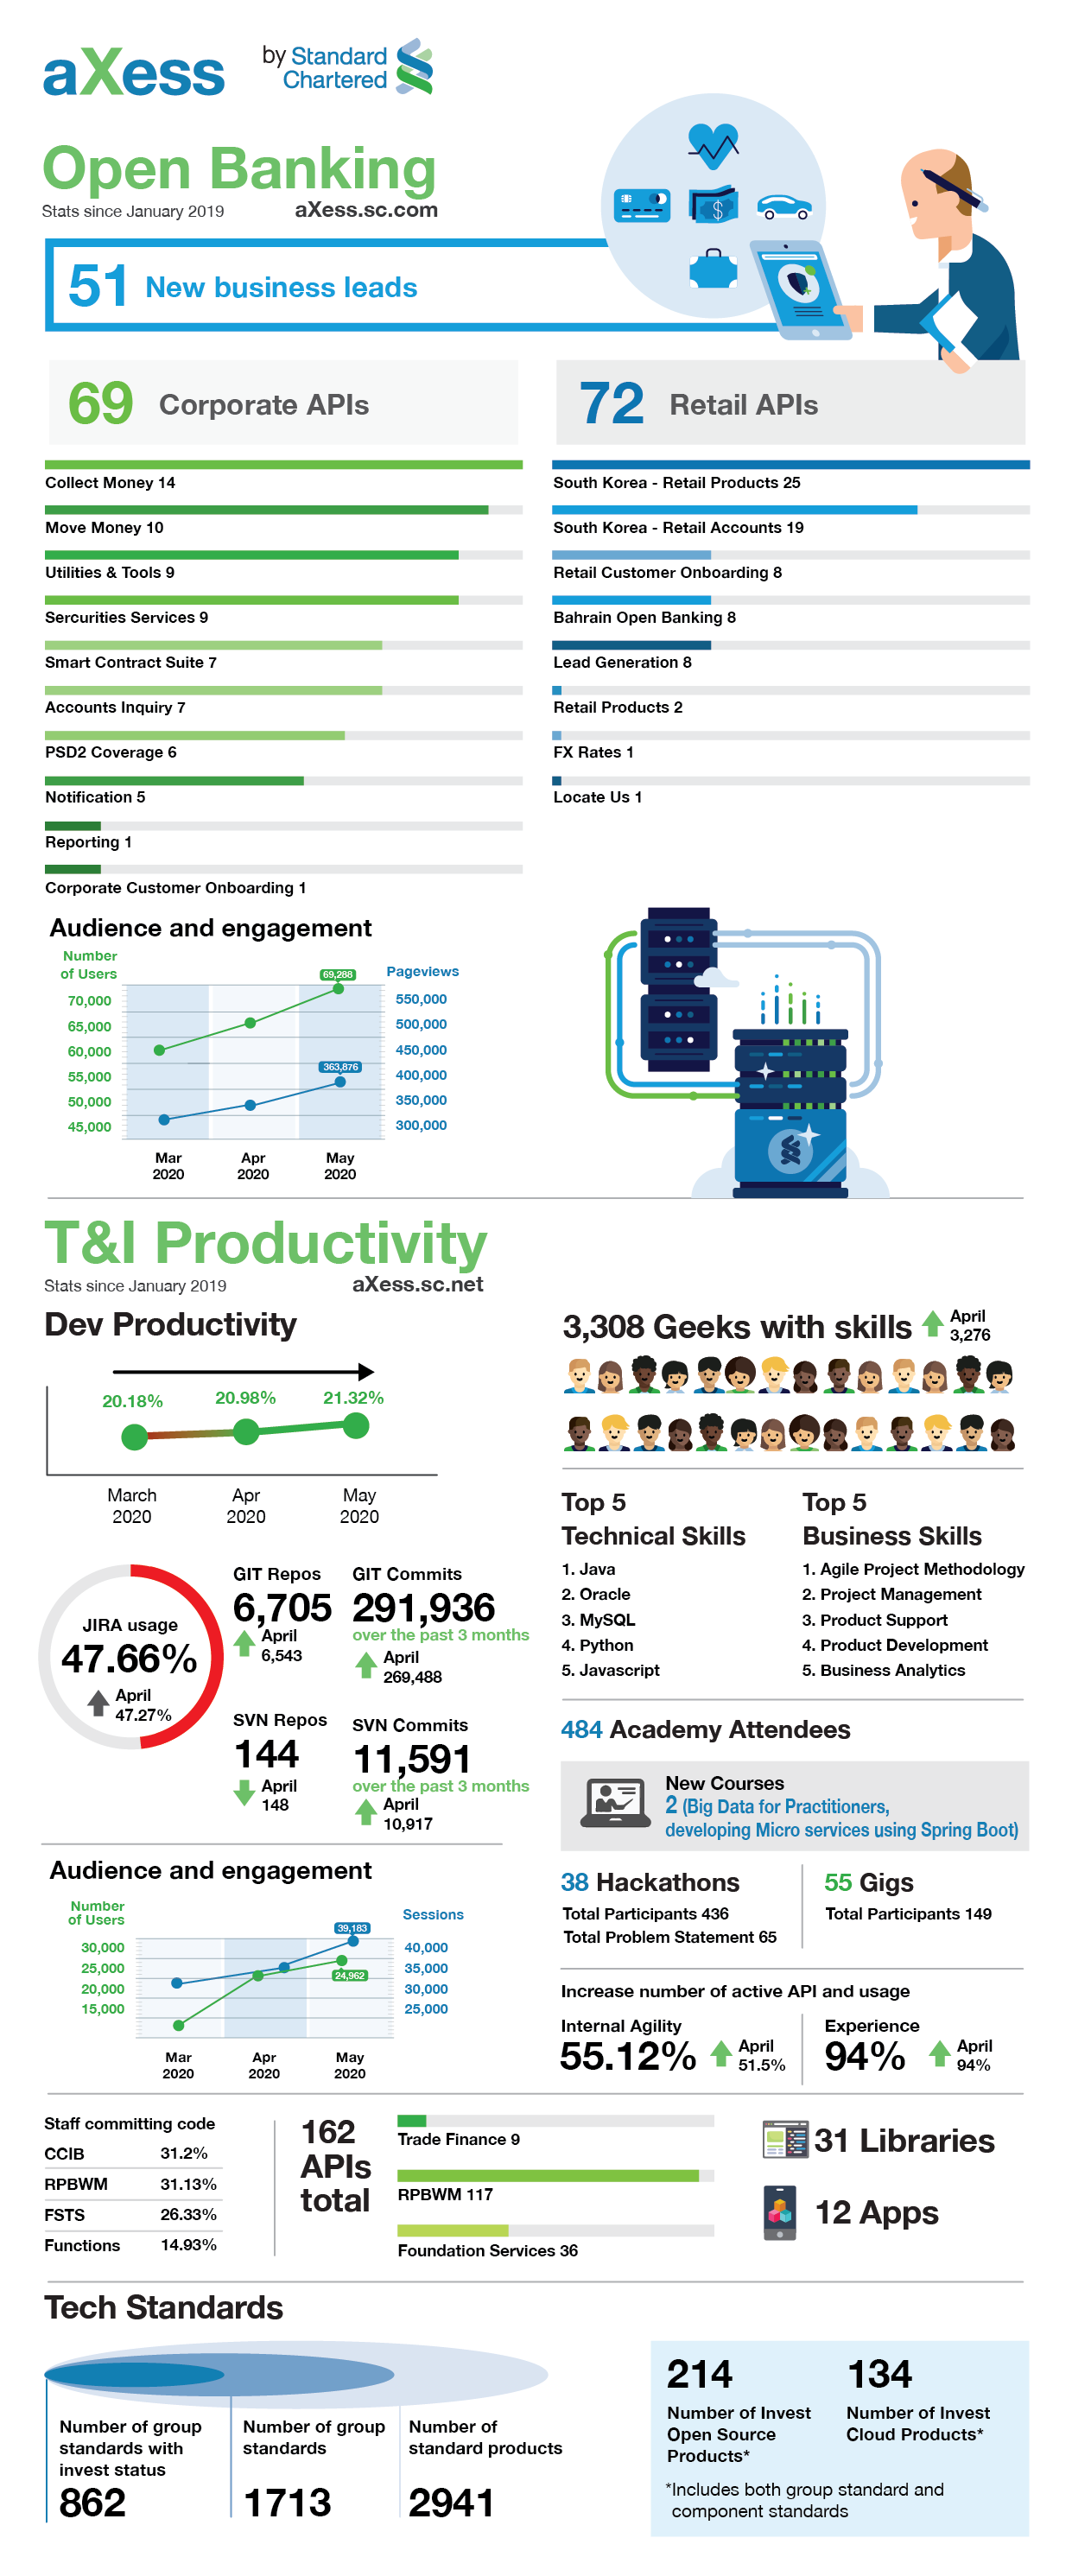 aXess
by Standard
Chartered
Open Banking
Stats since January 2019
aXess.sc.com
51 New business leads
69 Corporate APIs
Collect Money 14
Move Money 10
Utilities & Tools 9
Sercurities Services 9
Smart Contract Suite 7
Accounts Inquiry 7
PSD2 Coverage 6
Notification 5
Reporting 1
Corporate Customer Onboarding 1
72 Retail APIs
South Korea - Retail Products 25
South Korea - Retail Accounts 19
Retail Customer Onboarding 8
Bahrain Open Banking 8
Lead Generation 8
Retail Products 2
FX Rates 1
Locate Us 1
Audience and engagement
Number
of Users
70,000
65,000
60,000
55,000
50,000
45,000
69,288
363,876
Pageviews
550,000
500,000
450,000
400,000
350,000
300,000
Mar
2020
Apr
2020
May
2020
T&I Productivity
Stats since January 2019
aXess.sc.net
Dev Productivity
20.18%
20.98%
21.32%
March
2020
Apr
2020
May
2020
JIRA usage
47.66%
April
47.27%
GIT Repos
6,705
April
6,543
GIT Commits
291,936
over the past 3 months
April
269,488
SVN Repos
144
April
148
SVN Commits
11,591
over the past 3 months
April
10,917
Audience and engagement
Number
of Users
30,000
25,000
20,000
15,000
39,183
24,962
Sessions
40,000
35,000
30,000
25,000
Mar
2020
Apr
2020
May
2020
3,308 Geeks with skills
April
3,276
Top 5
Technical Skills
1. Java
2. Oracle
3. MySQL
4. Python
5. Javascript
Top 5
Business Skills
1. Agile Project Methodology
2. Project Management
3. Product Support
4. Product Development
5. Business Analytics
484 Academy Attendees
New Courses
2 (Big Data for Practitioners,
developing Micro services using Spring Boot)
38 Hackathons
Total Participants 436
Total Problem Statement 65
55 Gigs
Total Participants 149
Increase number of active API and usage
Internal Agility
55.12%
April
51.5%
Experience
94%
April
94%
Staff committing code
CCIB 31.2%
RPBWM 31.13%
FSTS 26.33%
Functions 14.93%
162
APIs
total
Trade Finance 9
RPBWM 117
Foundation Services 36
31 Libraries
12 Apps
Tech Standards
Number of group
standards with
invest status
862
Number of group
standards
1713
Number of
standard products
2941
214
Number of Invest
Open Source
Products*
134
Number of Invest
Cloud Products*
*Includes both group standard and
component standards